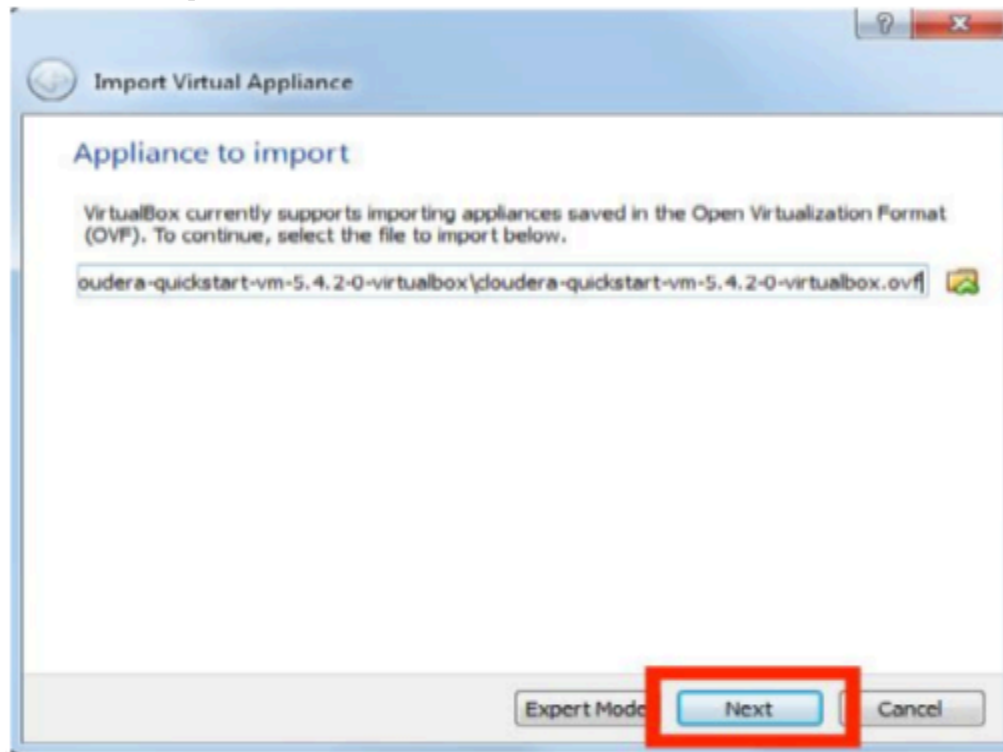 Import Virtual Appliance
Appliance to import
VirtualBox currently supports importing appliances saved in the Open Virtualization Format
(OVF). To continue, select the file to import below.
oudera-quickstart-vm-5.4.2-0-virtualbox\cloudera-quickstart-vm-5.4.2-0-virtualbox.ovf
Expert Mode Next Cancel